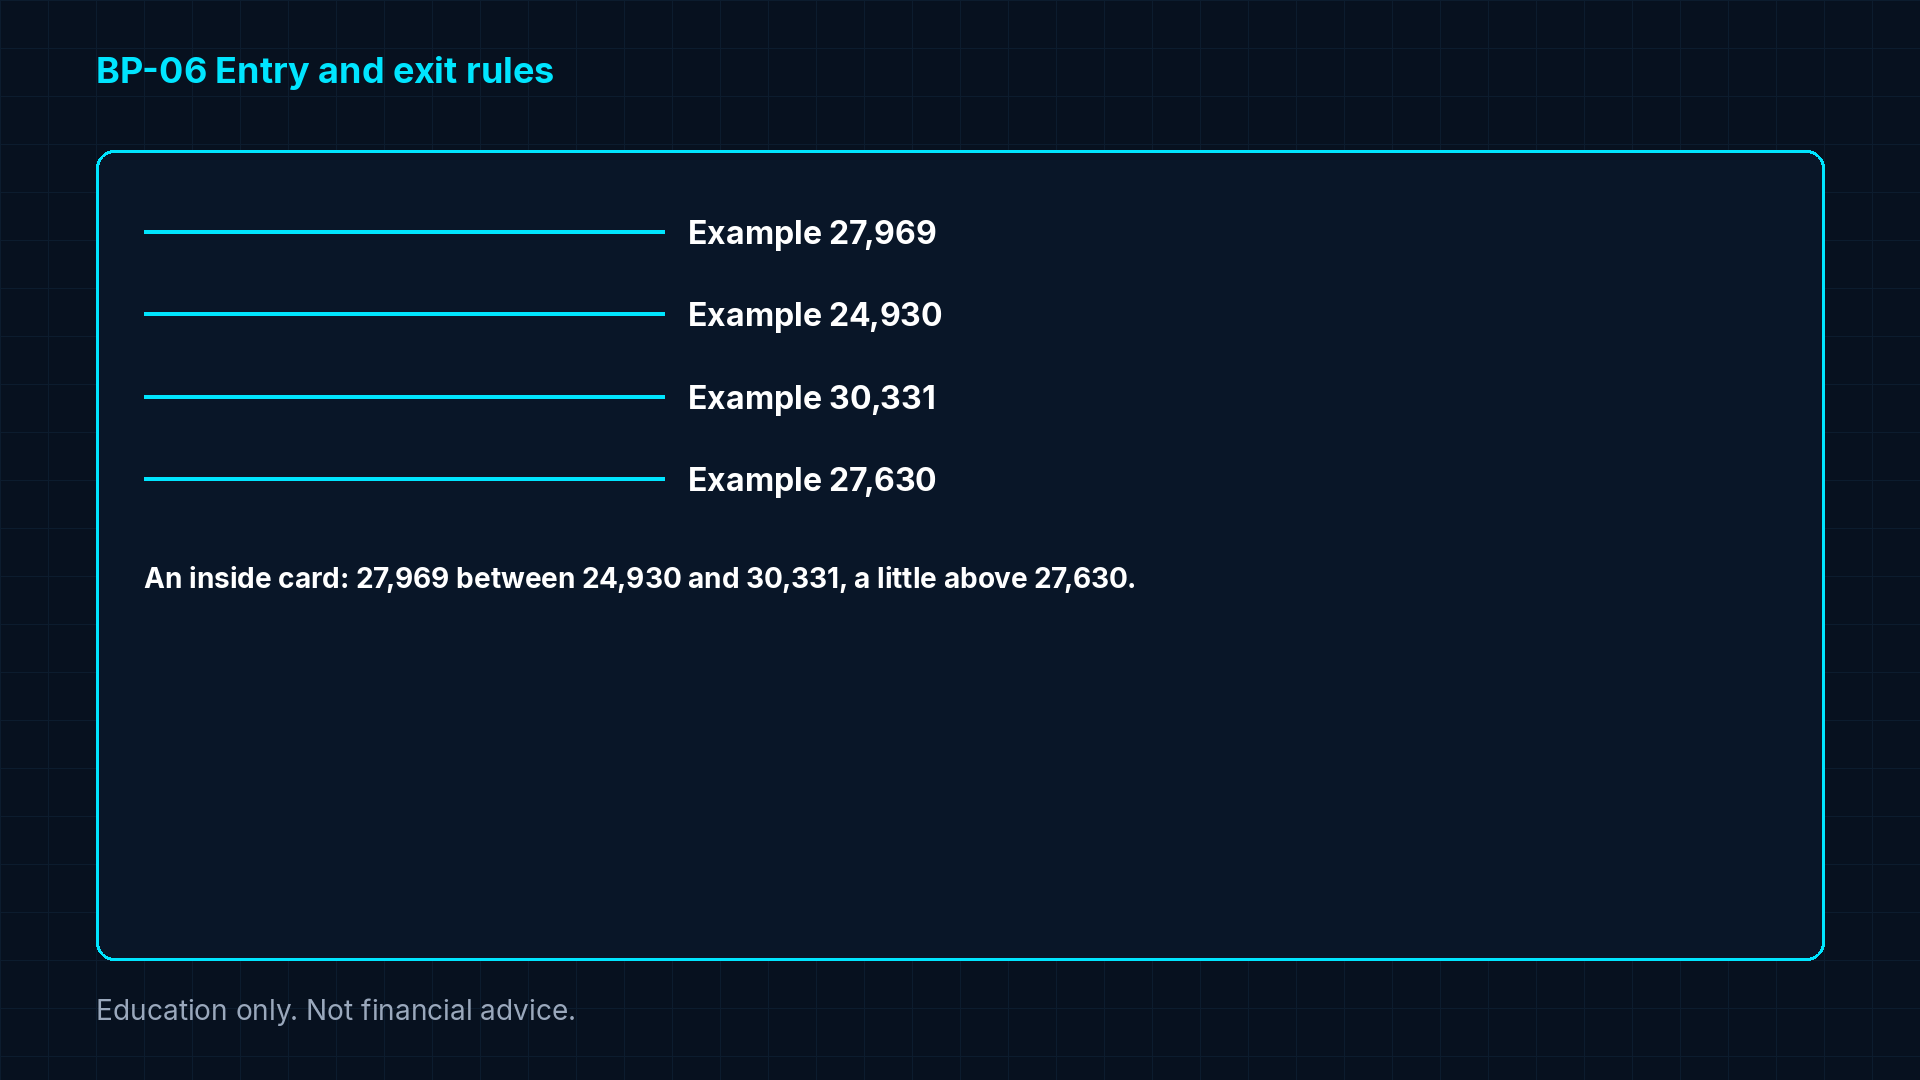 BP-06 Entry and exit rules
Example 27,969
Example 24,930
Example 30,331
Example 27,630
An inside card: 27,969 between 24,930 and 30,331, a little above 27,630.
Education only. Not financial advice.